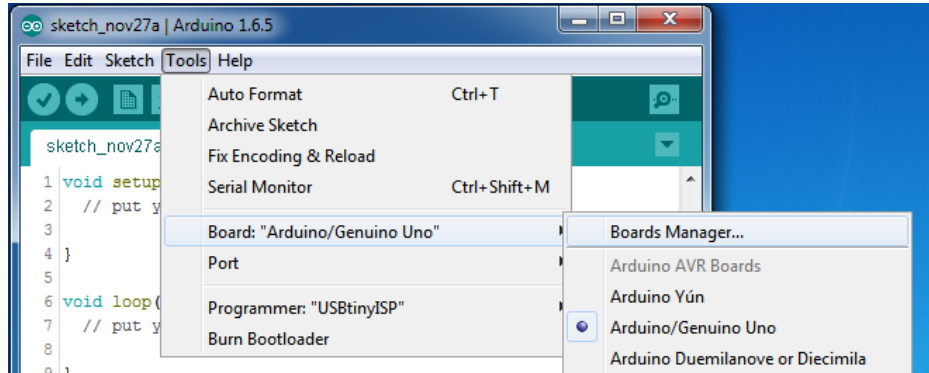 sketch_nov27a | Arduino 1.6.5
File Edit Sketch Tools Help
sketch_nov27a
Auto Format Ctrl+T
Archive Sketch
Fix Encoding & Reload
Serial Monitor Ctrl+Shift+M
Board: "Arduino/Genuino Uno"
Port
Programmer: "USBtinyISP"
Burn Bootloader
Boards Manager...
Arduino AVR Boards
Arduino Yún
Arduino/Genuino Uno
Arduino Duemilanove or Diecimila
1 void setup
2 // put y
3
4 }
5
6 void loop(
7 // put y
8
9 }